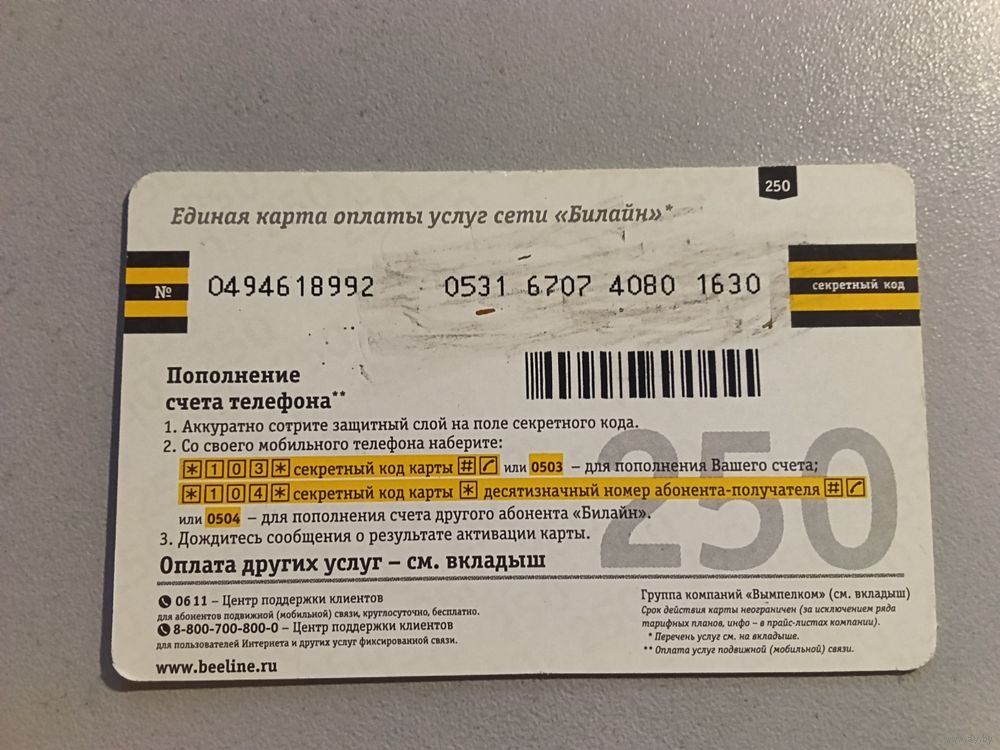 250
Единая карта оплаты услуг сети «Билайн»*
№ 0494618992 0531 6707 4080 1630 секретный код
Пополнение
счета телефона**
1. Аккуратно сотрите защитный слой на поле секретного кода.
2. Со своего мобильного телефона наберите:
*103* секретный код карты # или 0503 – для пополнения Вашего счета;
*104* секретный код карты * десятизначный номер абонента-получателя #
или 0504 – для пополнения счета другого абонента «Билайн».
3. Дождитесь сообщения о результате активации карты.
250
Оплата других услуг – см. вкладыш
0611 – Центр поддержки клиентов
для абонентов подвижной (мобильной) связи, круглосуточно, бесплатно.
8-800-700-800-0 – Центр поддержки клиентов
для пользователей Интернета и других услуг фиксированной связи.
www.beeline.ru
Группа компаний «Вымпелком» (см. вкладыш)
Срок действия карты неограничен (за исключением ряда
тарифных планов, инфо – в прайс-листах компании).
* Перечень услуг см. на вкладыше.
** Оплата услуг подвижной (мобильной) связи.